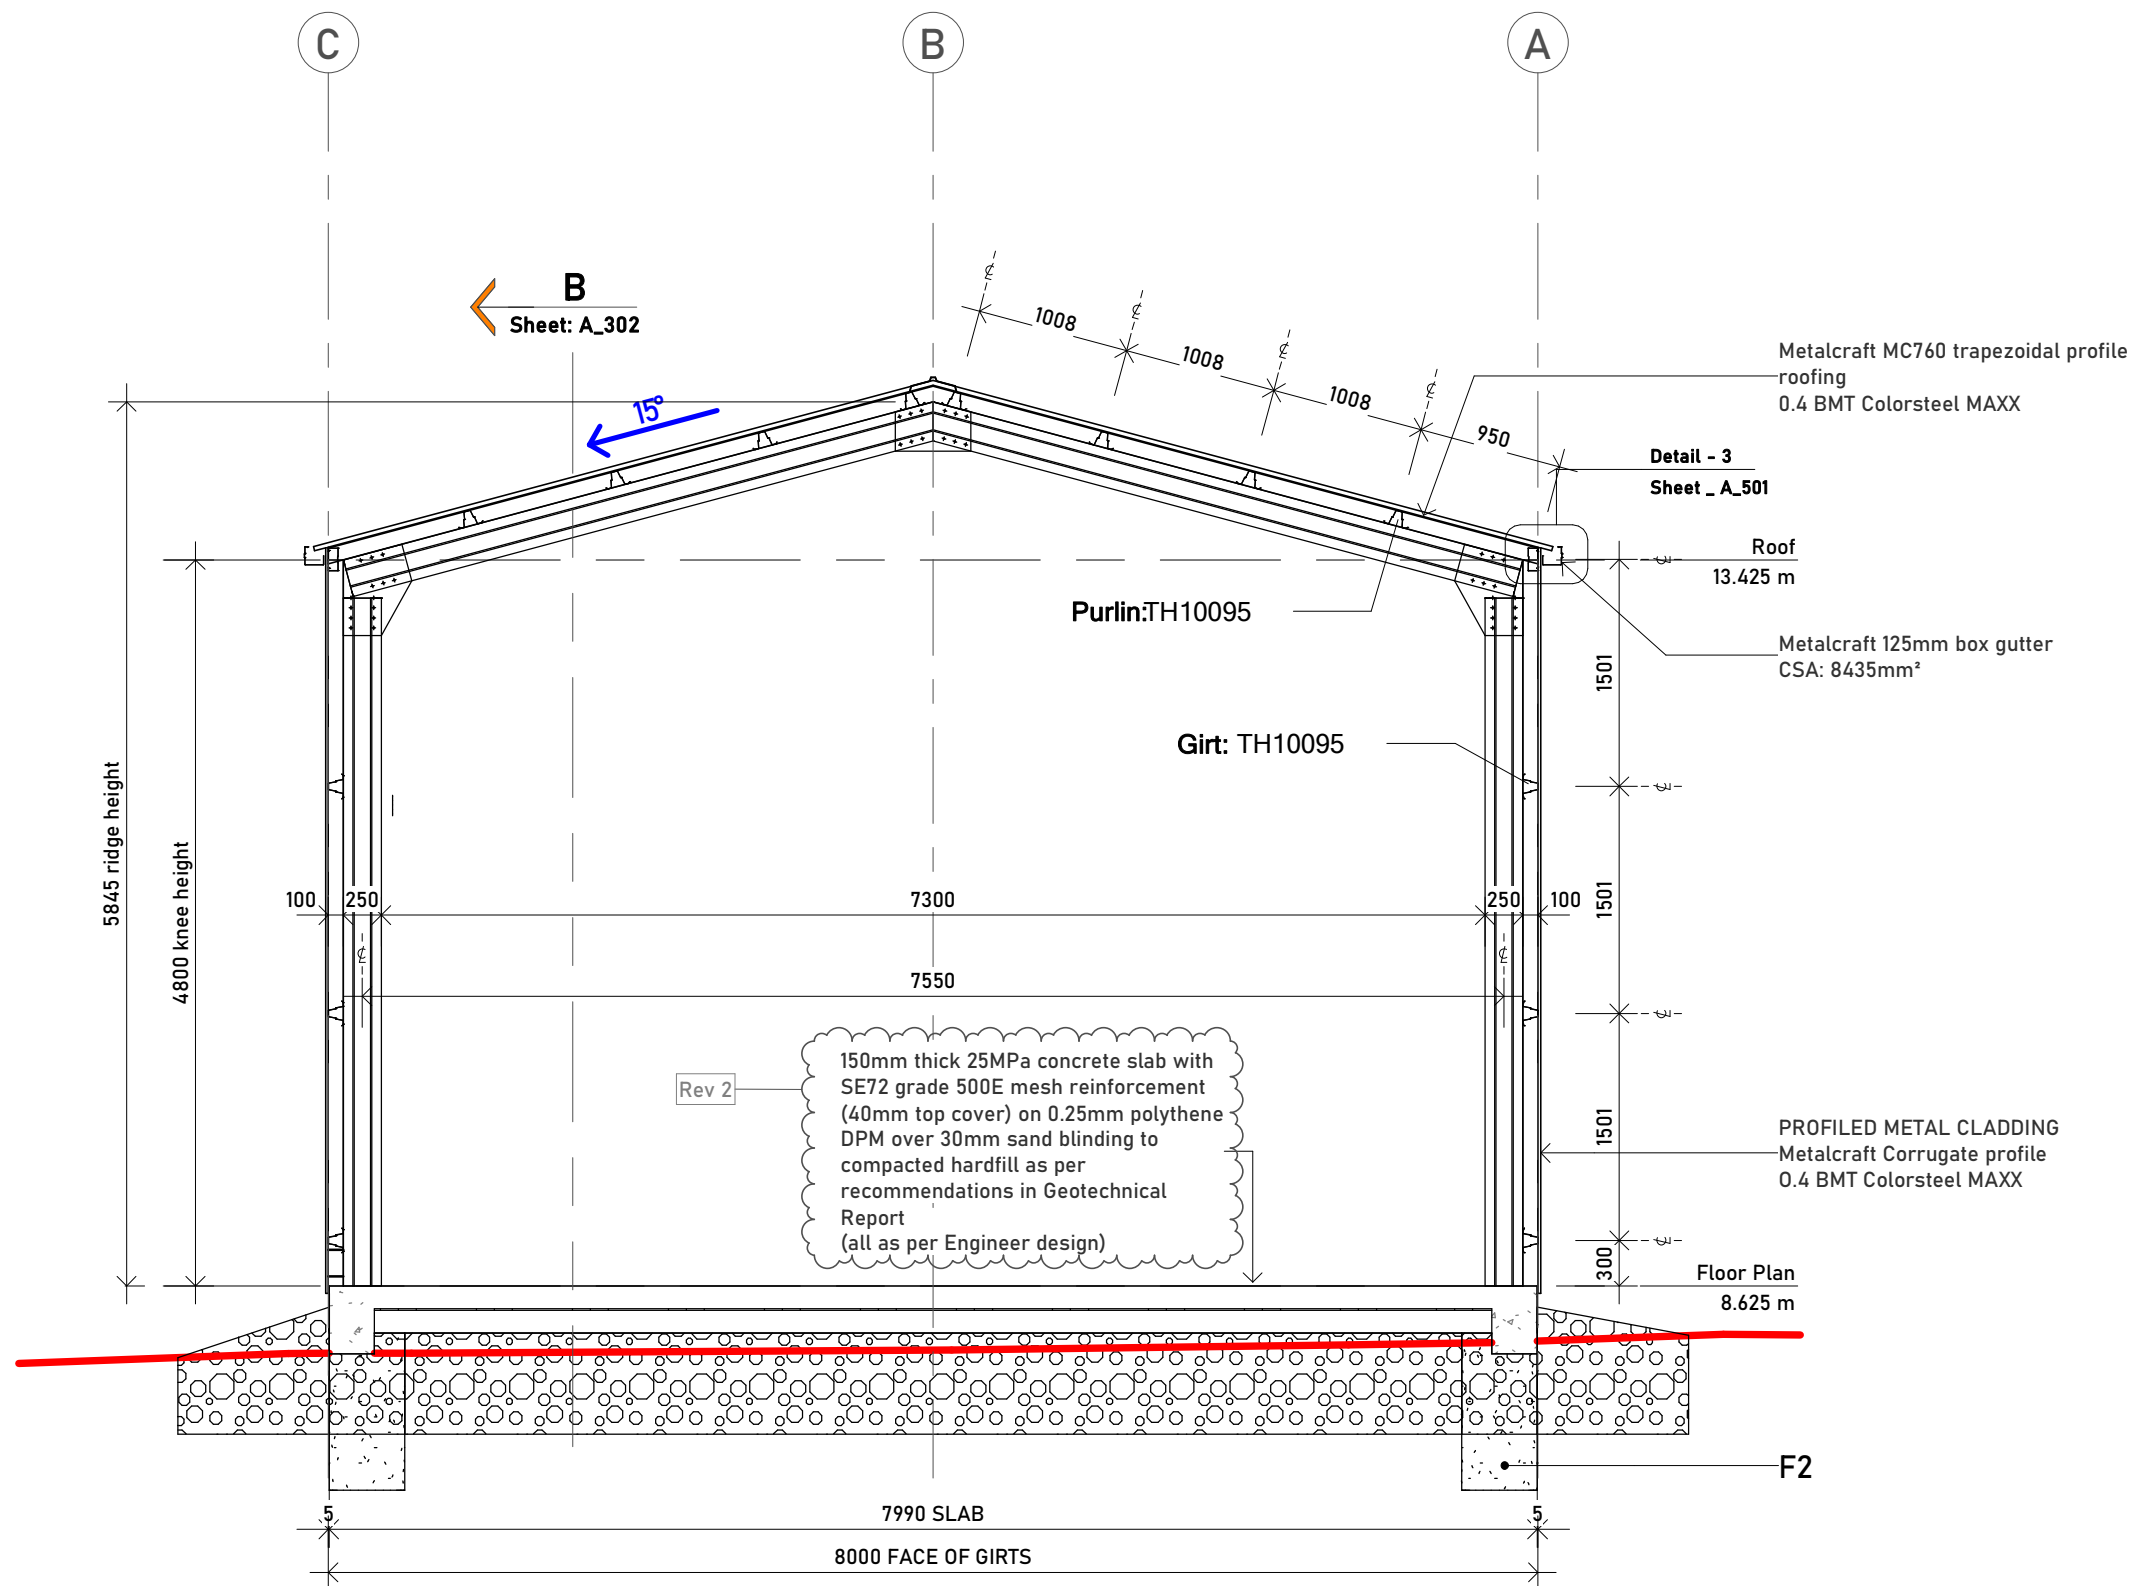 C
B
A
B
Sheet: A_302
15°
℄
℄
℄
℄
1008
1008
1008
950
Metalcraft MC760 trapezoidal profile
roofing
0.4 BMT Colorsteel MAXX
Detail - 3
Sheet _ A_501
Roof
13.425 m
℄
Purlin:TH10095
Metalcraft 125mm box gutter
CSA: 8435mm²
1501
Girt: TH10095
℄
5845 ridge height
4800 knee height
100
250
7300
250
100
1501
℄
℄
7550
℄
Rev 2
150mm thick 25MPa concrete slab with
SE72 grade 500E mesh reinforcement
(40mm top cover) on 0.25mm polythene
DPM over 30mm sand blinding to
compacted hardfill as per
recommendations in Geotechnical
Report
(all as per Engineer design)
1501
PROFILED METAL CLADDING
Metalcraft Corrugate profile
0.4 BMT Colorsteel MAXX
℄
300
Floor Plan
8.625 m
F2
5
7990 SLAB
5
8000 FACE OF GIRTS